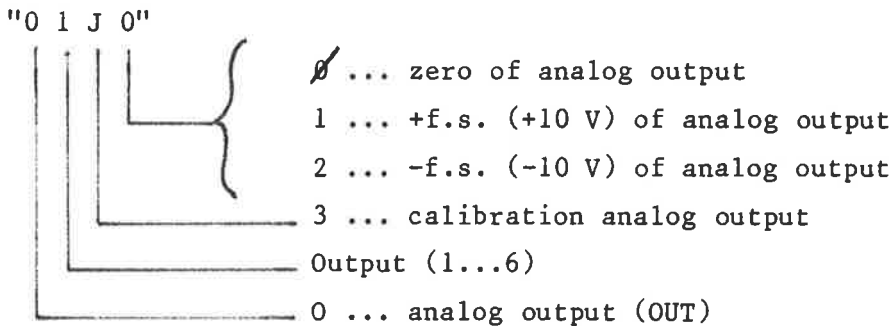 "0 1 J 0"
0 ... zero of analog output
1 ... +f.s. (+10 V) of analog output
2 ... -f.s. (-10 V) of analog output
3 ... calibration analog output
Output (1...6)
O ... analog output (OUT)